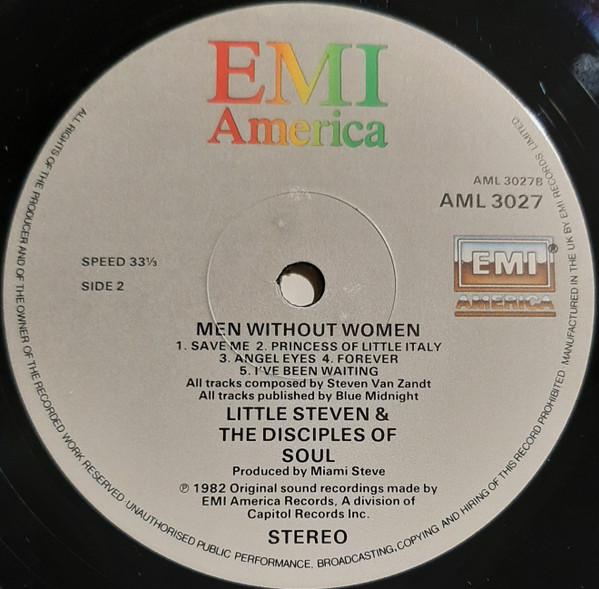 EMI
America
AML 3027B
AML 3027
EMI®
AMERICA
SPEED 33⅓
SIDE 2
MEN WITHOUT WOMEN
1. SAVE ME 2. PRINCESS OF LITTLE ITALY
3. ANGEL EYES 4. FOREVER
5. I'VE BEEN WAITING
All tracks composed by Steven Van Zandt
All tracks published by Blue Midnight
LITTLE STEVEN &
THE DISCIPLES OF
SOUL
Produced by Miami Steve
℗ 1982 Original sound recordings made by
EMI America Records, A division of
Capitol Records Inc.
STEREO
ALL RIGHTS OF THE PRODUCER AND OF THE OWNER OF THE RECORDED WORK RESERVED. UNAUTHORISED PUBLIC PERFORMANCE, BROADCASTING, COPYING AND HIRING OF THIS RECORD PROHIBITED MANUFACTURED IN THE UK BY EMI RECORDS LIMITED